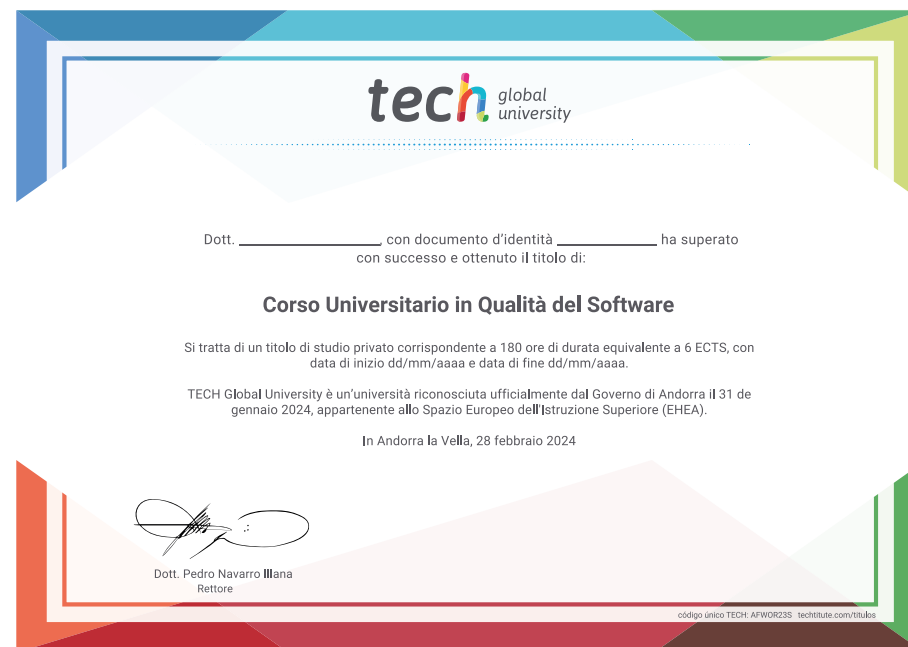 tech global university
Dott. ____________________, con documento d'identità ______________ ha superato
con successo e ottenuto il titolo di:
Corso Universitario in Qualità del Software
Si tratta di un titolo di studio privato corrispondente a 180 ore di durata equivalente a 6 ECTS, con
data di inizio dd/mm/aaaa e data di fine dd/mm/aaaa.
TECH Global University è un'università riconosciuta ufficialmente dal Governo di Andorra il 31 de
gennaio 2024, appartenente allo Spazio Europeo dell'Istruzione Superiore (EHEA).
In Andorra la Vella, 28 febbraio 2024
Dott. Pedro Navarro Illana
Rettore
código único TECH: AFWOR23S techtitute.com/titulos